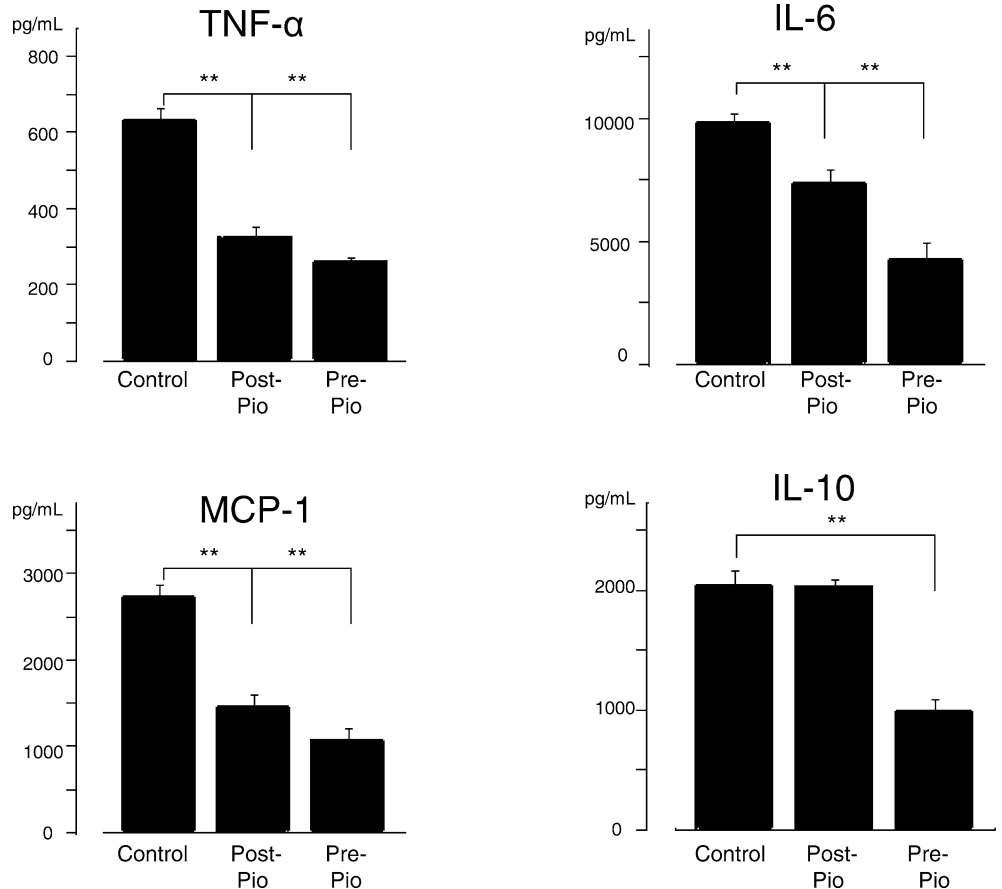 TNF-α
pg/mL
800
600
400
200
0
** **
Control Post- Pre-
Pio Pio
IL-6
pg/mL
10000
5000
0
** **
Control Post- Pre-
Pio Pio
MCP-1
pg/mL
3000
2000
1000
0
** **
Control Post- Pre-
Pio Pio
IL-10
pg/mL
2000
1000
0
**
Control Post- Pre-
Pio Pio